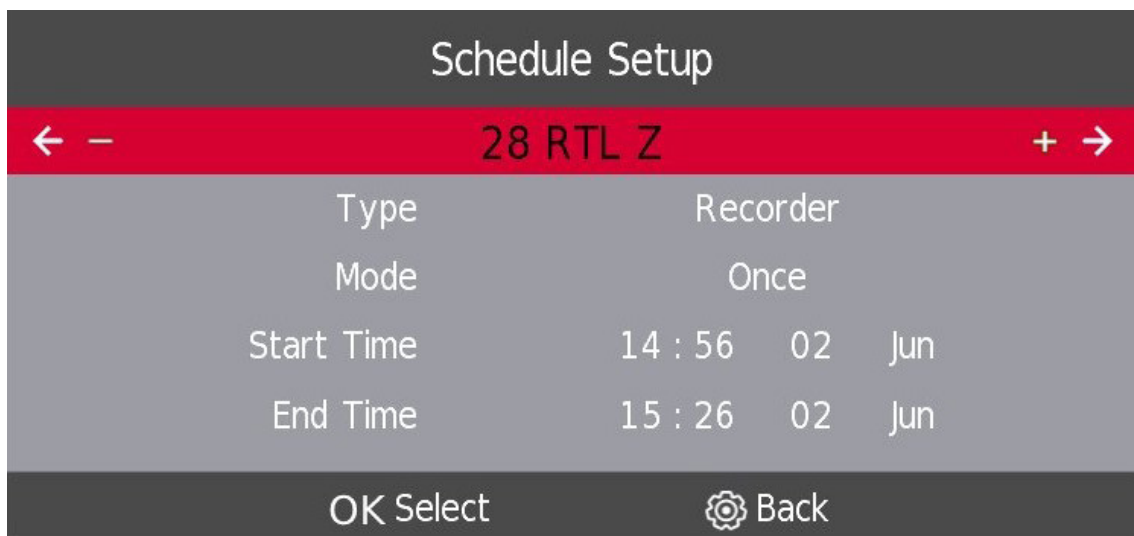 Schedule Setup
← − 28 RTL Z + →
Type Recorder
Mode Once
Start Time 14 : 56 02 Jun
End Time 15 : 26 02 Jun
OK Select Back